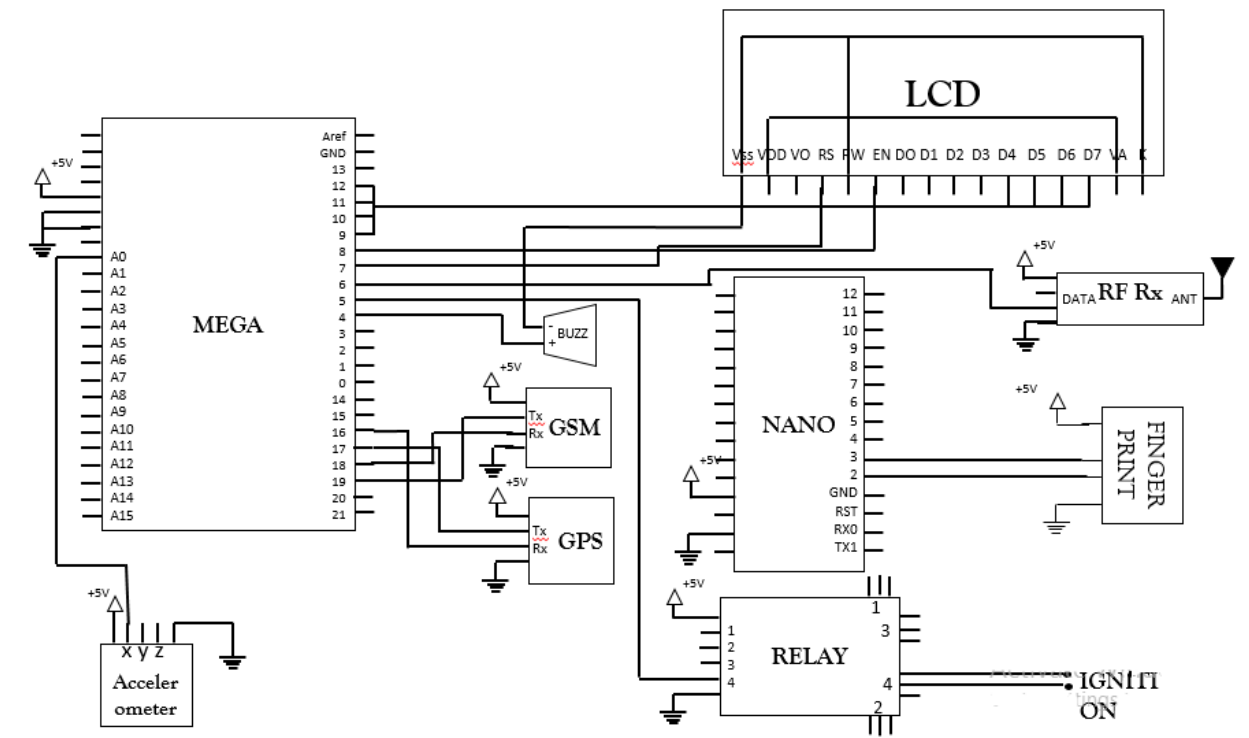 LCD
Vss VDD VO RS RW EN DO D1 D2 D3 D4 D5 D6 D7 VA K
+5V
MEGA
Aref
GND
13
12
11
10
9
8
7
6
5
4
3
2
1
0
14
15
16
17
18
19
20
21
A0
A1
A2
A3
A4
A5
A6
A7
A8
A9
A10
A11
A12
A13
A14
A15
-
BUZZ
+
+5V
Tx
Rx
GSM
+5V
Tx
Rx
GPS
NANO
12
11
10
9
8
7
6
5
4
3
2
GND
RST
RX0
TX1
+5V
+5V
DATA
RF Rx
ANT
+5V
FINGER
PRINT
+5V
x y z
Acceler
ometer
+5V
RELAY
1
2
3
4
1
3
4
2
IGNITI
ON
tings